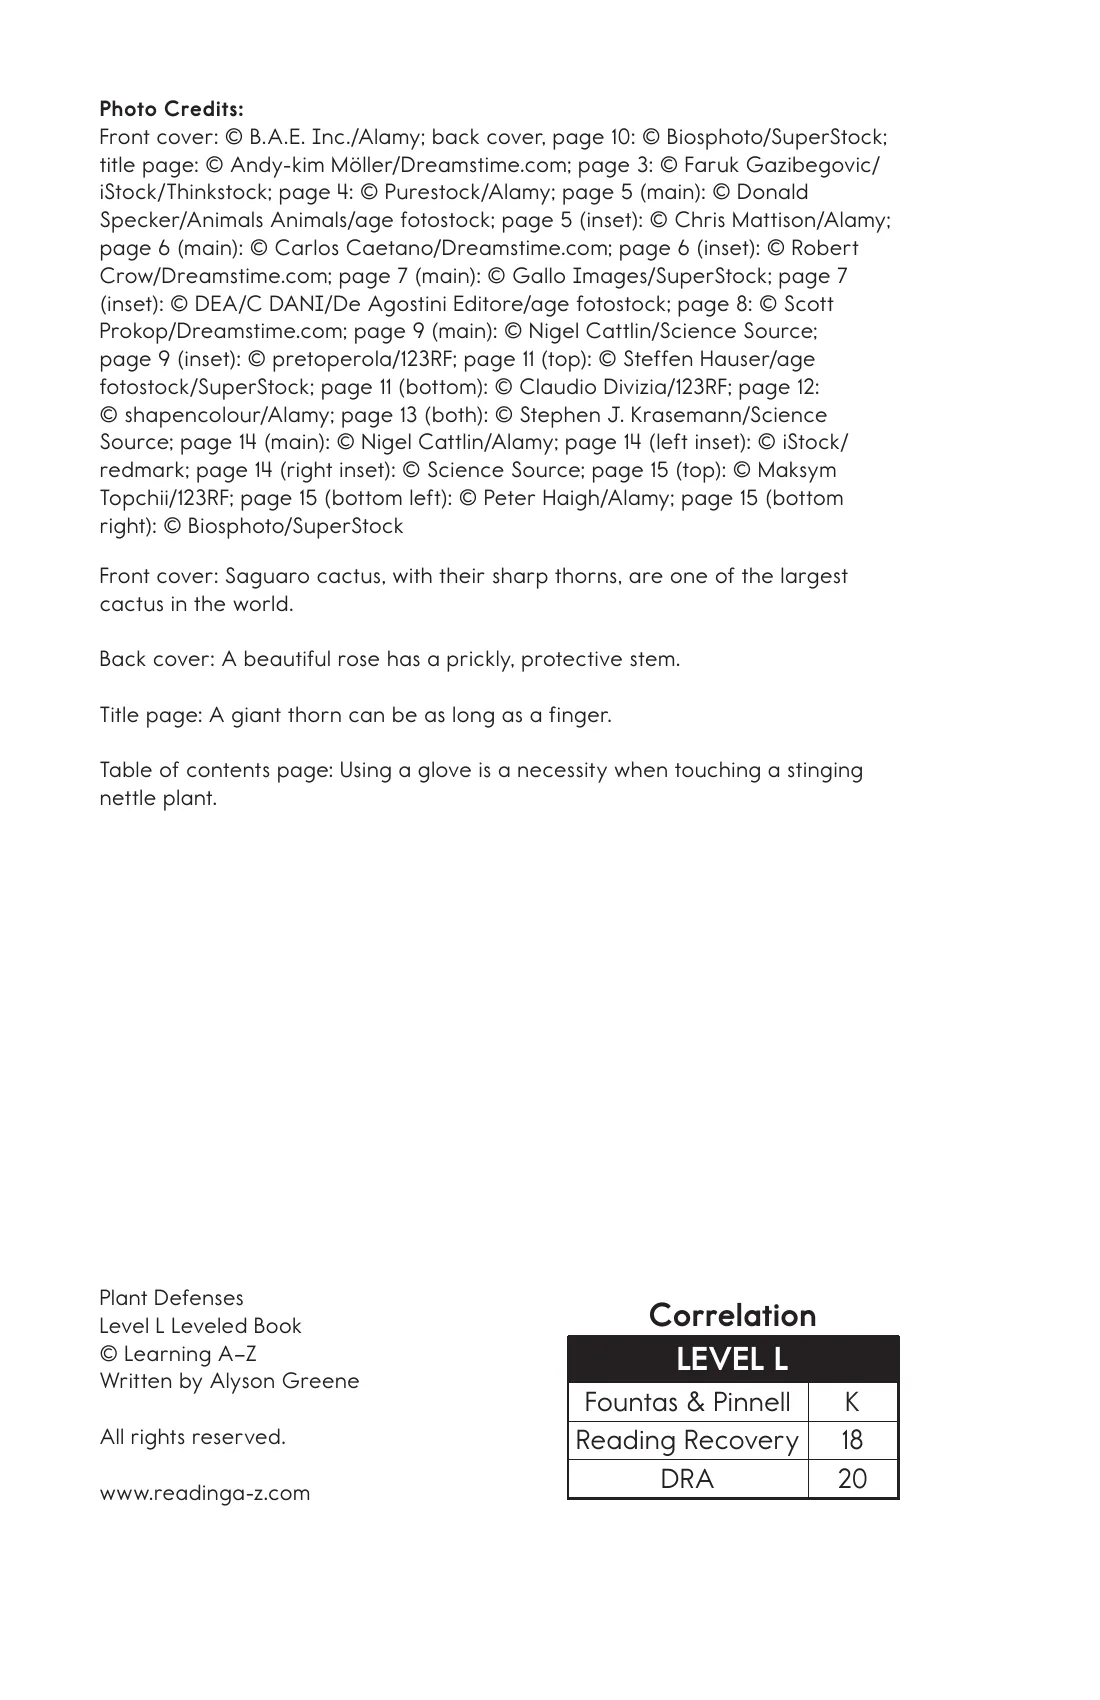 Photo Credits:
Front cover: © B.A.E. Inc./Alamy; back cover, page 10: © Biosphoto/SuperStock;
title page: © Andy-kim Möller/Dreamstime.com; page 3: © Faruk Gazibegovic/
iStock/Thinkstock; page 4: © Purestock/Alamy; page 5 (main): © Donald
Specker/Animals Animals/age fotostock; page 5 (inset): © Chris Mattison/Alamy;
page 6 (main): © Carlos Caetano/Dreamstime.com; page 6 (inset): © Robert
Crow/Dreamstime.com; page 7 (main): © Gallo Images/SuperStock; page 7
(inset): © DEA/C DANI/De Agostini Editore/age fotostock; page 8: © Scott
Prokop/Dreamstime.com; page 9 (main): © Nigel Cattlin/Science Source;
page 9 (inset): © pretoperola/123RF; page 11 (top): © Steffen Hauser/age
fotostock/SuperStock; page 11 (bottom): © Claudio Divizia/123RF; page 12:
© shapencolour/Alamy; page 13 (both): © Stephen J. Krasemann/Science
Source; page 14 (main): © Nigel Cattlin/Alamy; page 14 (left inset): © iStock/
redmark; page 14 (right inset): © Science Source; page 15 (top): © Maksym
Topchii/123RF; page 15 (bottom left): © Peter Haigh/Alamy; page 15 (bottom
right): © Biosphoto/SuperStock
Front cover: Saguaro cactus, with their sharp thorns, are one of the largest
cactus in the world.
Back cover: A beautiful rose has a prickly, protective stem.
Title page: A giant thorn can be as long as a finger.
Table of contents page: Using a glove is a necessity when touching a stinging
nettle plant.
Plant Defenses
Level L Leveled Book
© Learning A–Z
Written by Alyson Greene
All rights reserved.
www.readinga-z.com
Correlation
LEVEL L
Fountas & Pinnell K
Reading Recovery 18
DRA 20